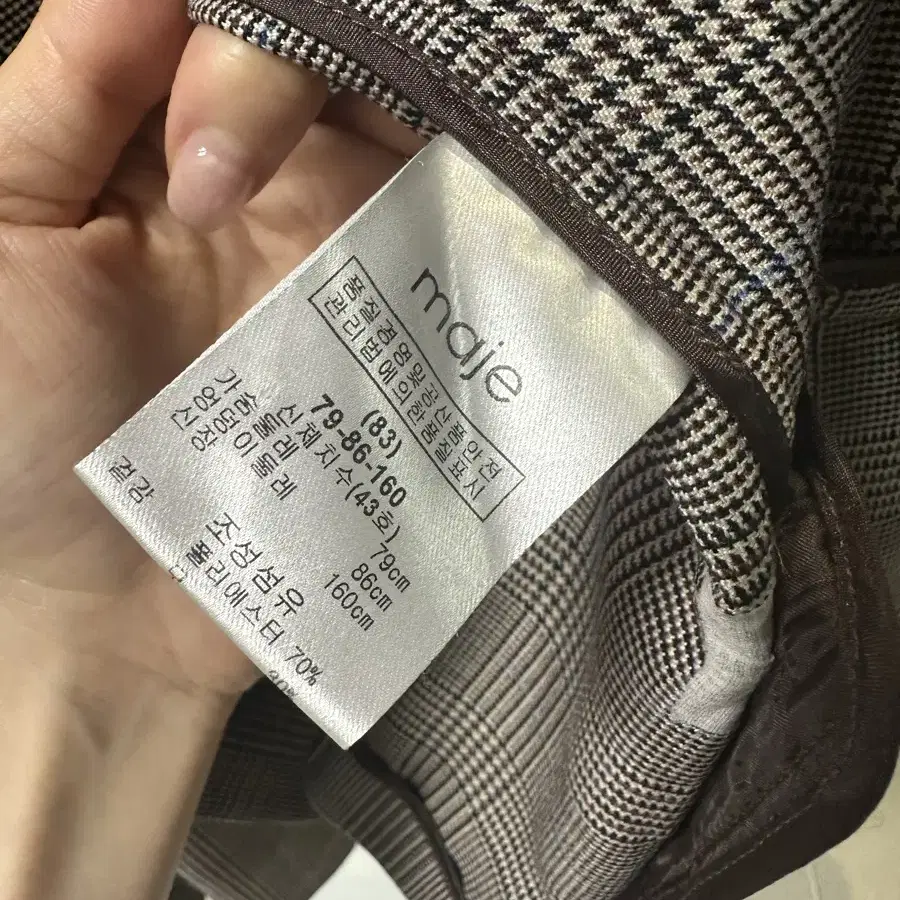 maje
품질경영및공산품안전
관리법에의한품질표시
(83)
79-86-160
신체치수(43호)
가슴둘레 79cm
엉덩이둘레 86cm
신장 160cm
조성섬유
겉감 폴리에스터 70%